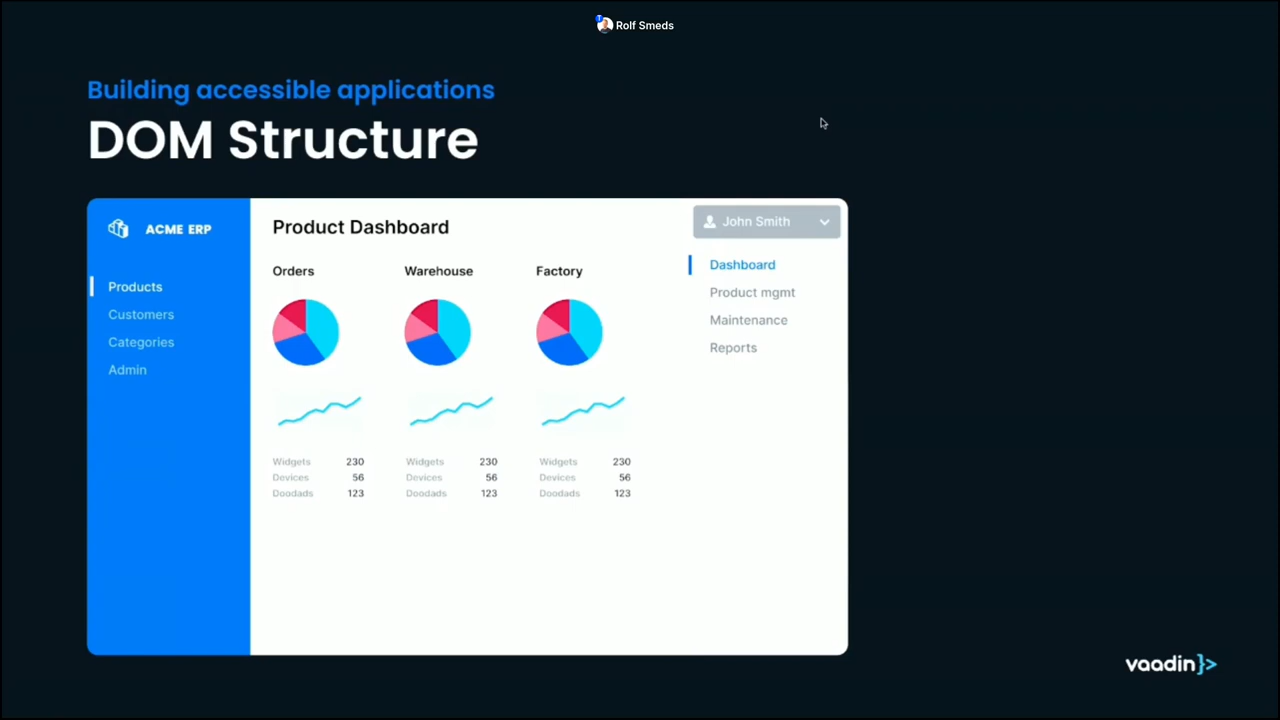 Rolf Smeds
Building accessible applications
DOM Structure
ACME ERP
Products
Customers
Categories
Admin
Product Dashboard
Orders
Warehouse
Factory
Widgets 230
Devices 56
Doodads 123
Widgets 230
Devices 56
Doodads 123
Widgets 230
Devices 56
Doodads 123
John Smith
Dashboard
Product mgmt
Maintenance
Reports
vaadin}>